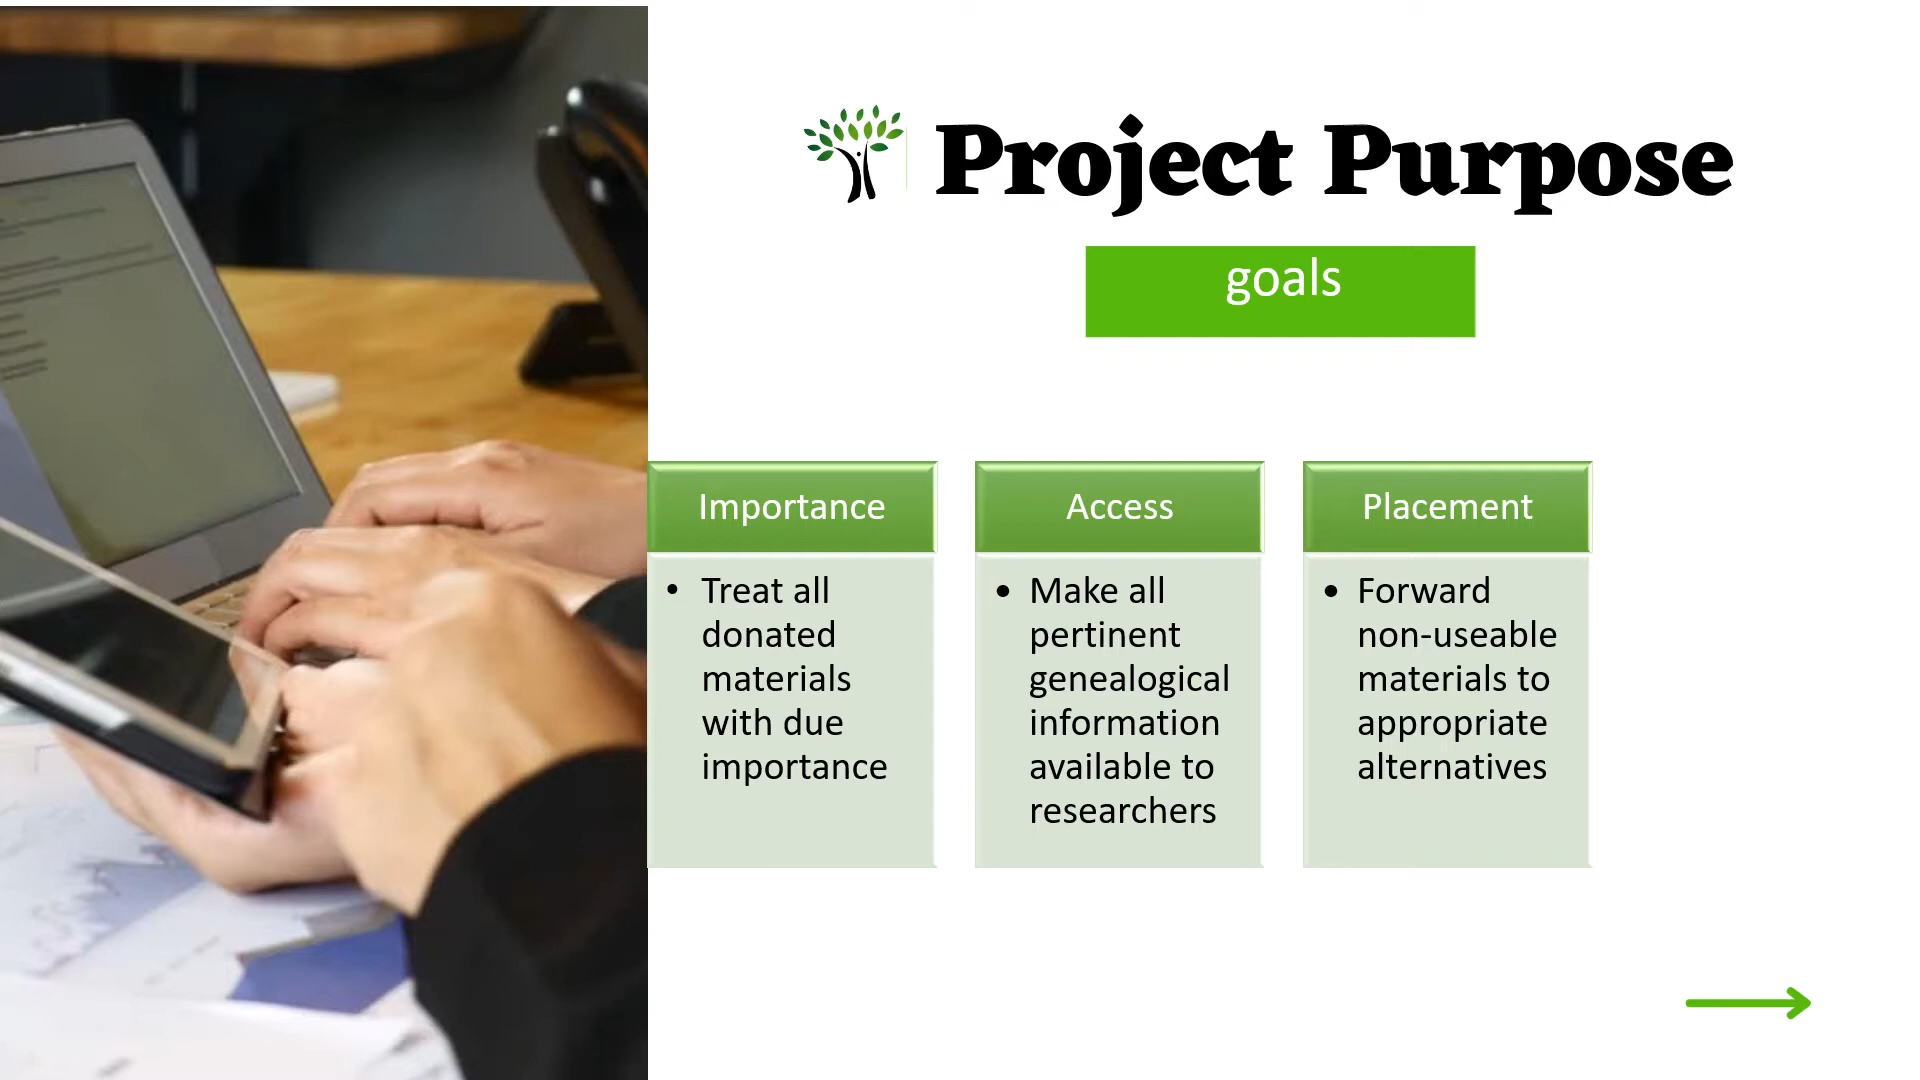 Project Purpose
goals
Importance
• Treat all
donated
materials
with due
importance
Access
• Make all
pertinent
genealogical
information
available to
researchers
Placement
• Forward
non-useable
materials to
appropriate
alternatives